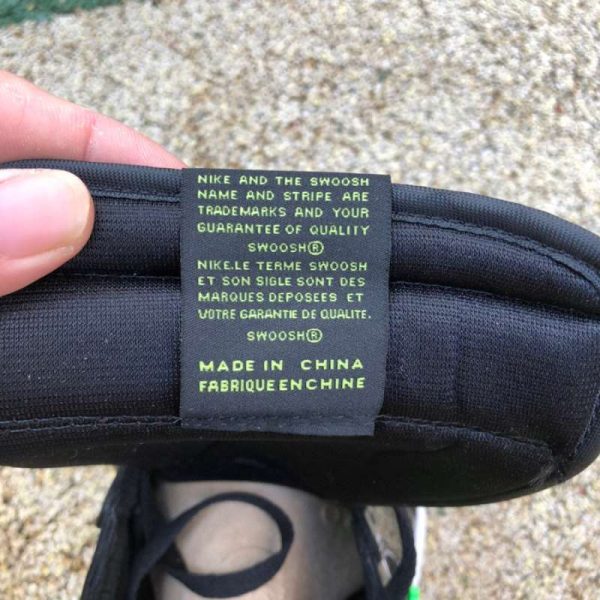 NIKE AND THE SWOOSH
NAME AND STRIPE ARE
TRADEMARKS AND YOUR
GUARANTEE OF QUALITY
SWOOSH®
NIKE.LE TERME SWOOSH
ET SON SIGLE SONT DES
MARQUES DEPOSEES ET
VOTRE GARANTIE DE QUALITE.
SWOOSH®
MADE IN CHINA
FABRIQUEENCHINE